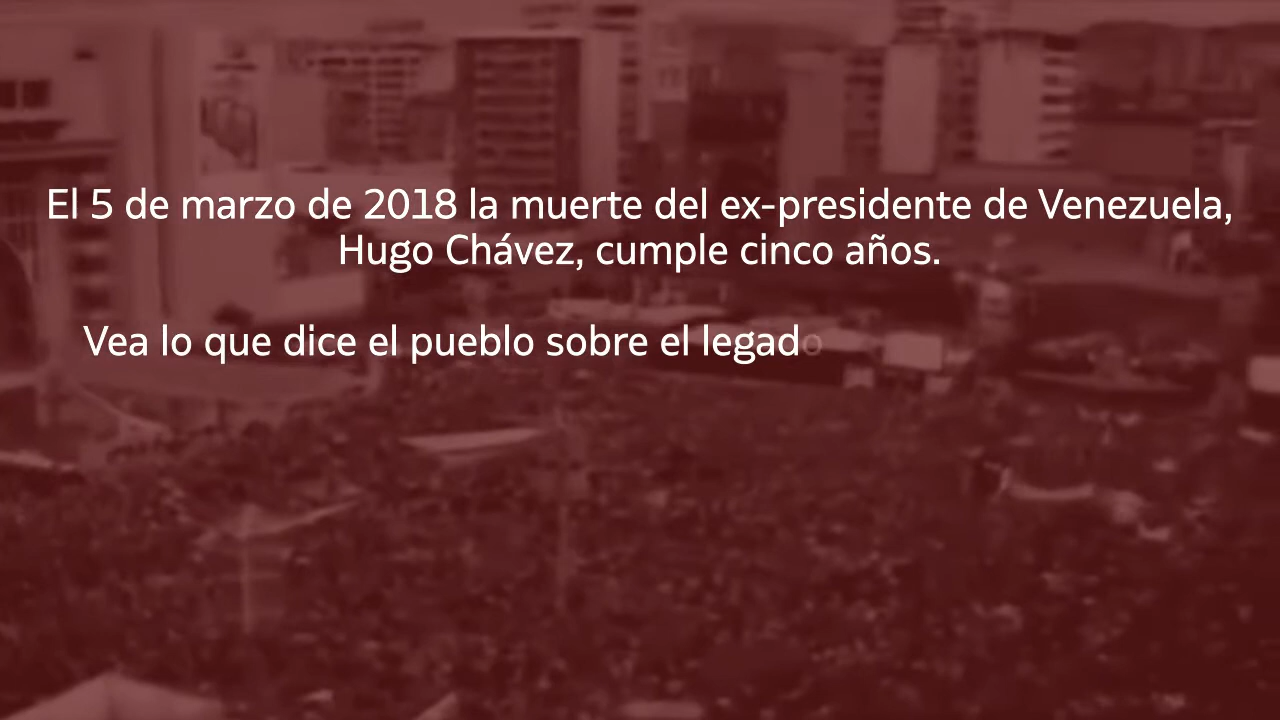 El 5 de marzo de 2018 la muerte del ex-presidente de Venezuela,
Hugo Chávez, cumple cinco años.
Vea lo que dice el pueblo sobre el legado